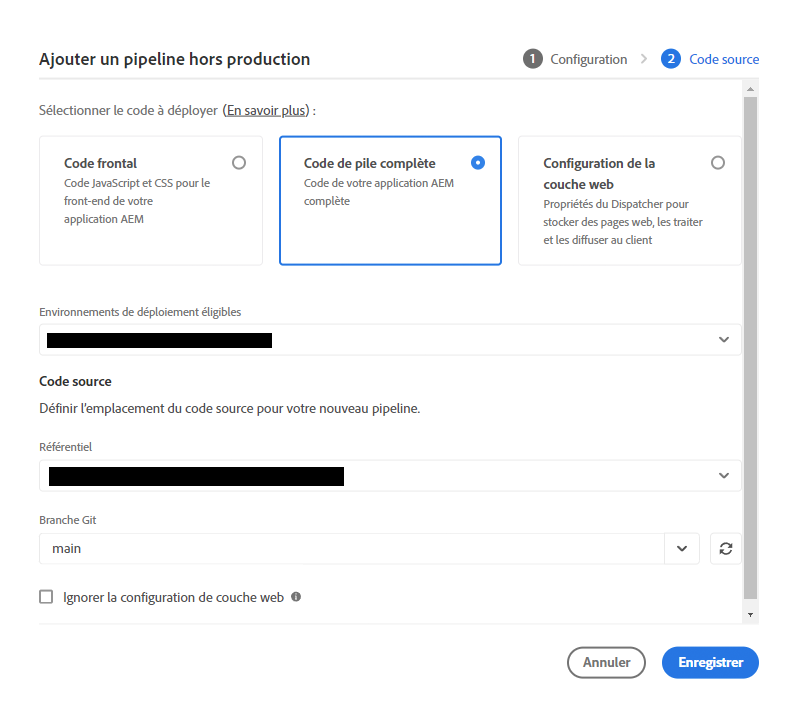 Ajouter un pipeline hors production
1 Configuration > 2 Code source
Sélectionner le code à déployer (En savoir plus) :
Code frontal
Code JavaScript et CSS pour le
front-end de votre
application AEM
Code de pile complète
Code de votre application AEM
complète
Configuration de la
couche web
Propriétés du Dispatcher pour
stocker des pages web, les traiter
et les diffuser au client
Environnements de déploiement éligibles
Code source
Définir l'emplacement du code source pour votre nouveau pipeline.
Référentiel
Branche Git
main
Ignorer la configuration de couche web
Annuler
Enregistrer